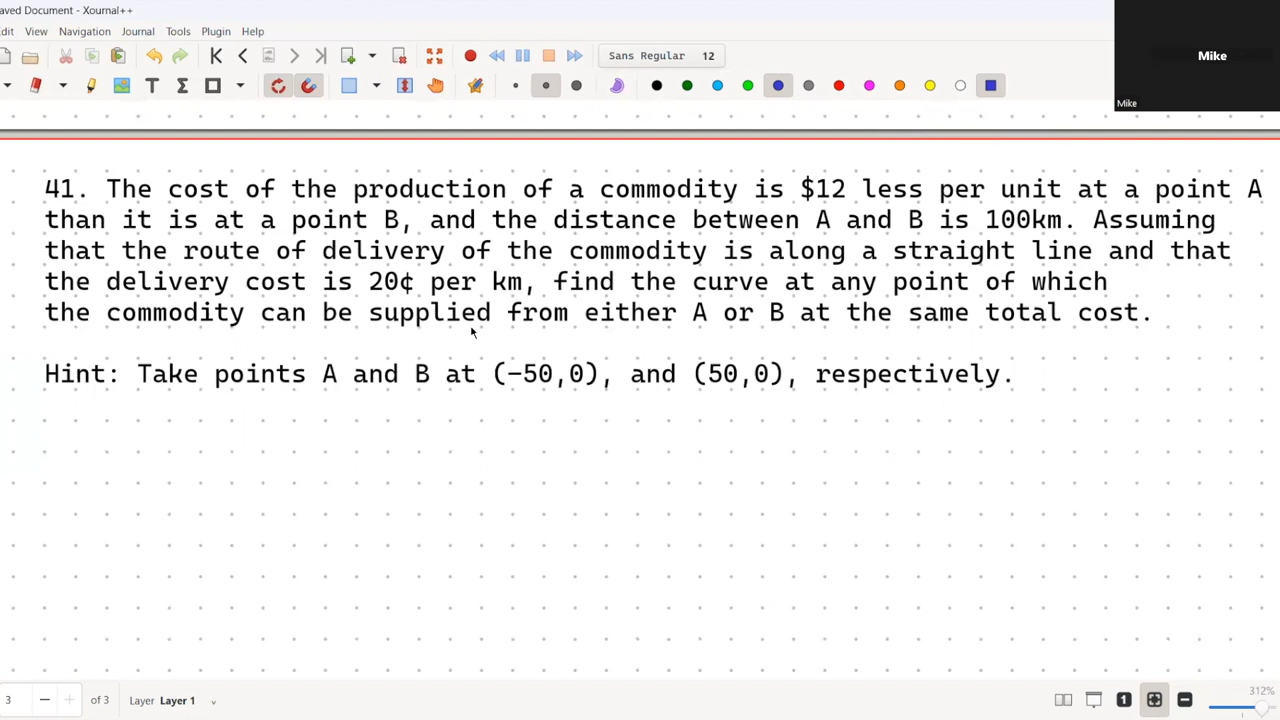 aved Document - Xournal++
Edit View Navigation Journal Tools Plugin Help
Sans Regular 12
Mike
Mike
41. The cost of the production of a commodity is $12 less per unit at a point A
than it is at a point B, and the distance between A and B is 100km. Assuming
that the route of delivery of the commodity is along a straight line and that
the delivery cost is 20¢ per km, find the curve at any point of which
the commodity can be supplied from either A or B at the same total cost.
Hint: Take points A and B at (−50,0), and (50,0), respectively.
3 of 3 Layer Layer 1
1
312%